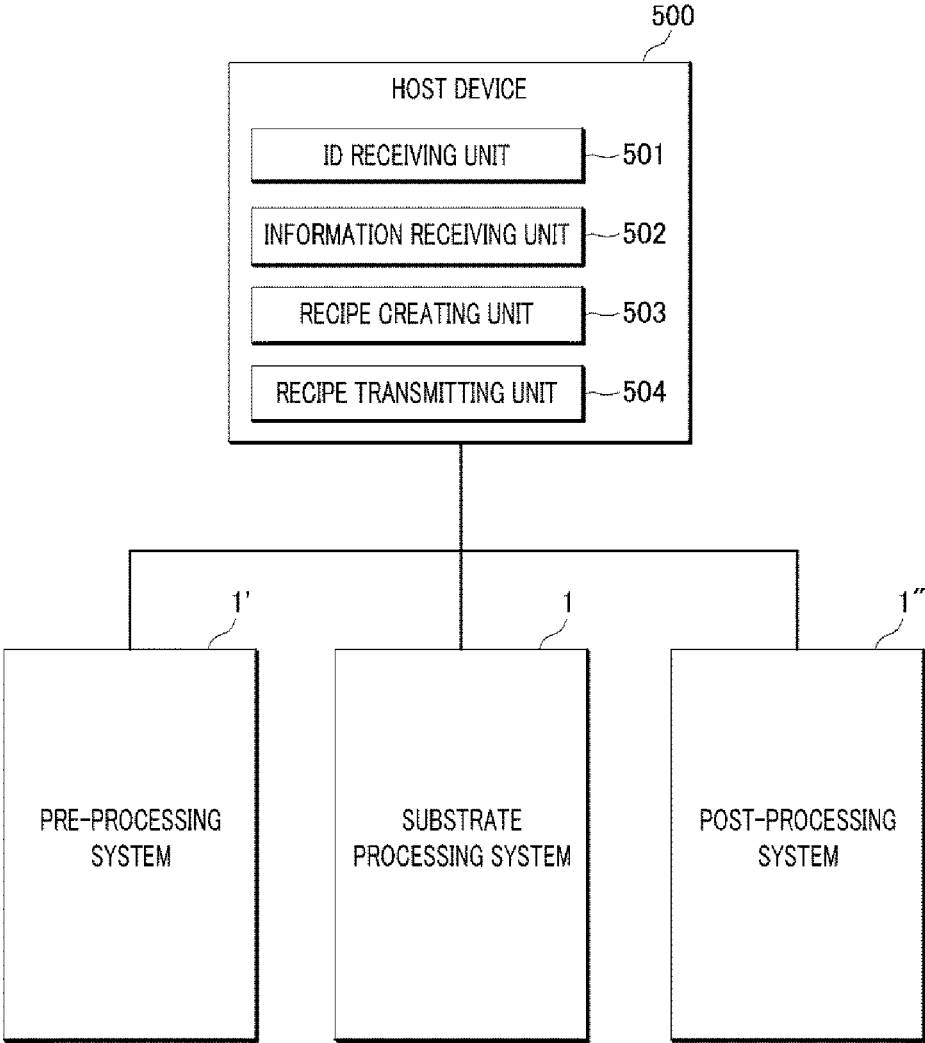 500
HOST DEVICE
ID RECEIVING UNIT
501
INFORMATION RECEIVING UNIT
502
RECIPE CREATING UNIT
503
RECIPE TRANSMITTING UNIT
504
1'
1
1"
PRE-PROCESSING
SYSTEM
SUBSTRATE
PROCESSING SYSTEM
POST-PROCESSING
SYSTEM